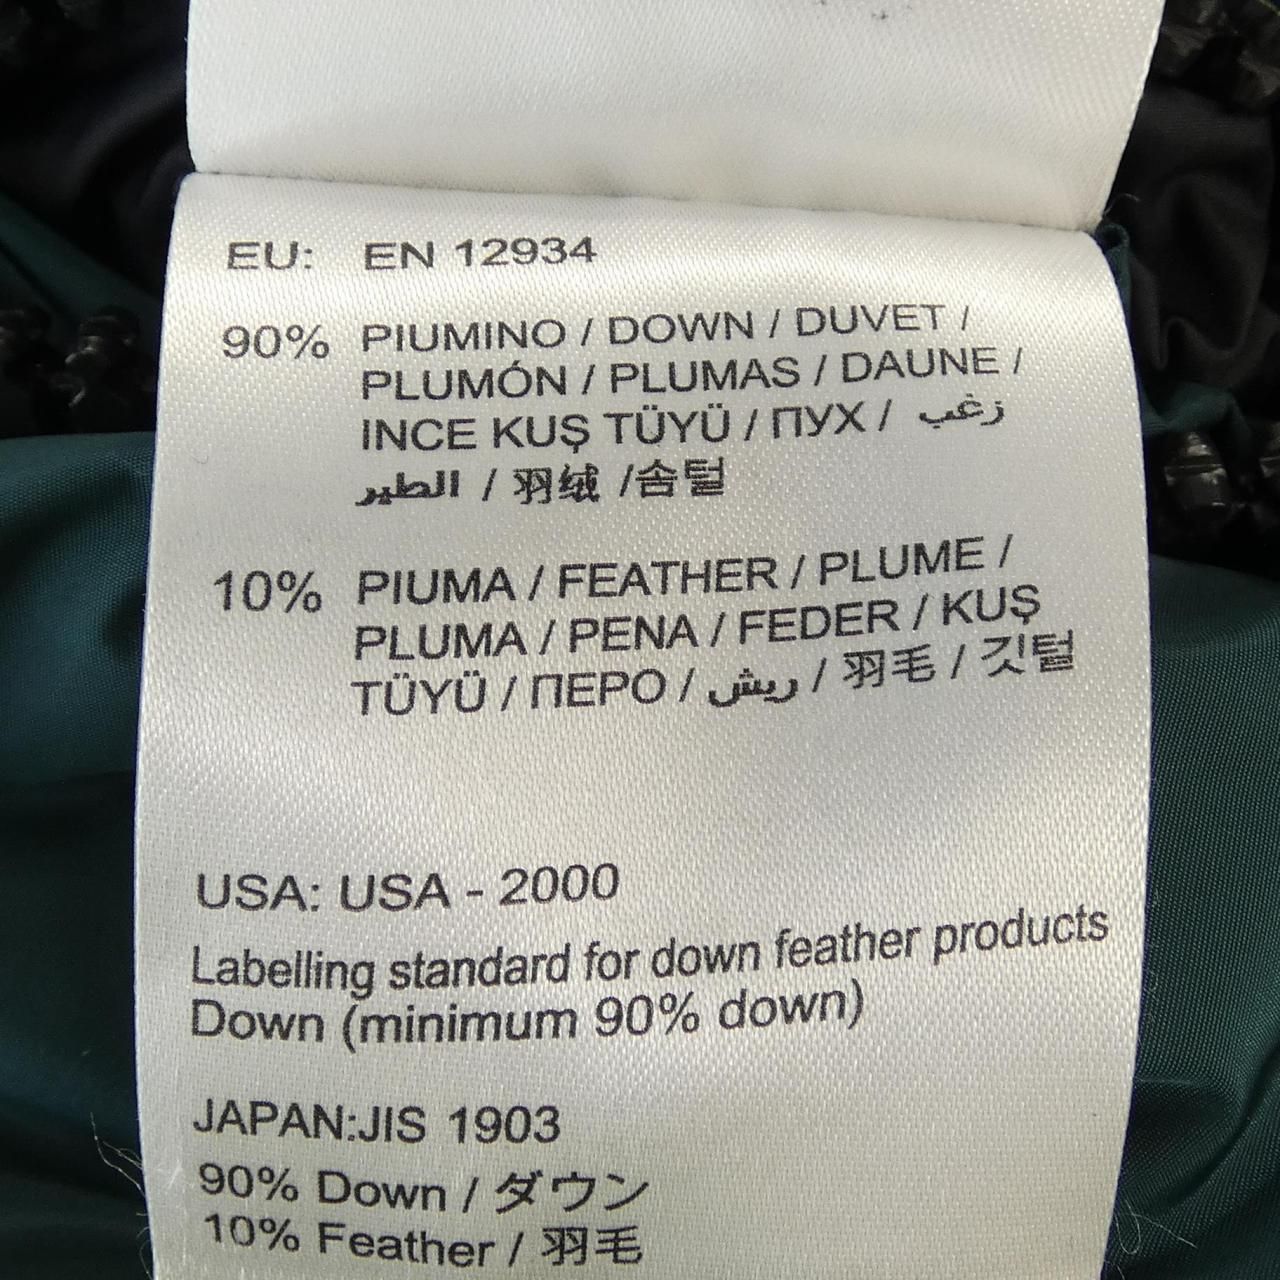 EU: EN 12934
90% PIUMINO / DOWN / DUVET /
PLUMÓN / PLUMAS / DAUNE /
INCE KUŞ TÜYÜ / ПУХ / زغب
الطير / 羽绒 /솜털
10% PIUMA / FEATHER / PLUME /
PLUMA / PENA / FEDER / KUŞ
TÜYÜ / ПЕРО / ريش / 羽毛 / 깃털
USA: USA - 2000
Labelling standard for down feather products
Down (minimum 90% down)
JAPAN:JIS 1903
90% Down / ダウン
10% Feather / 羽毛